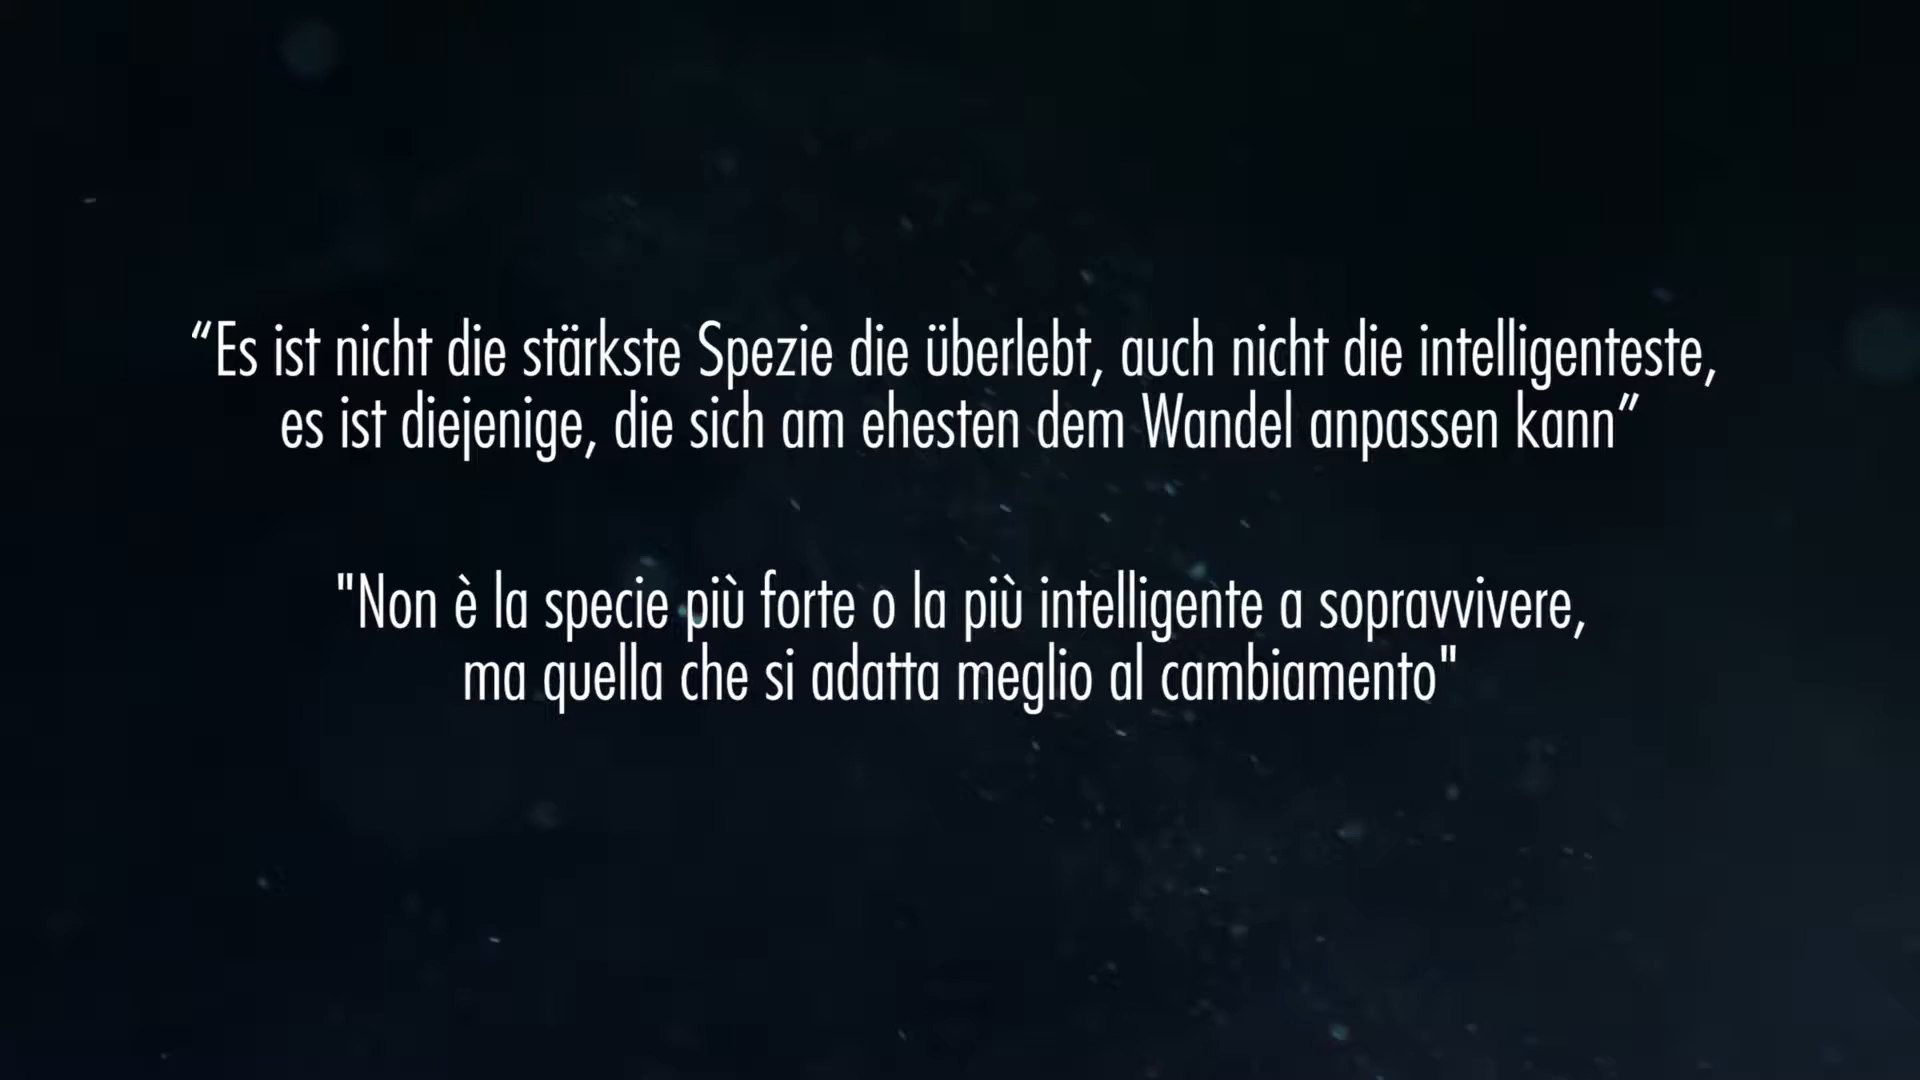 “Es ist nicht die stärkste Spezie die überlebt, auch nicht die intelligenteste,
es ist diejenige, die sich am ehesten dem Wandel anpassen kann”
"Non è la specie più forte o la più intelligente a sopravvivere,
ma quella che si adatta meglio al cambiamento"